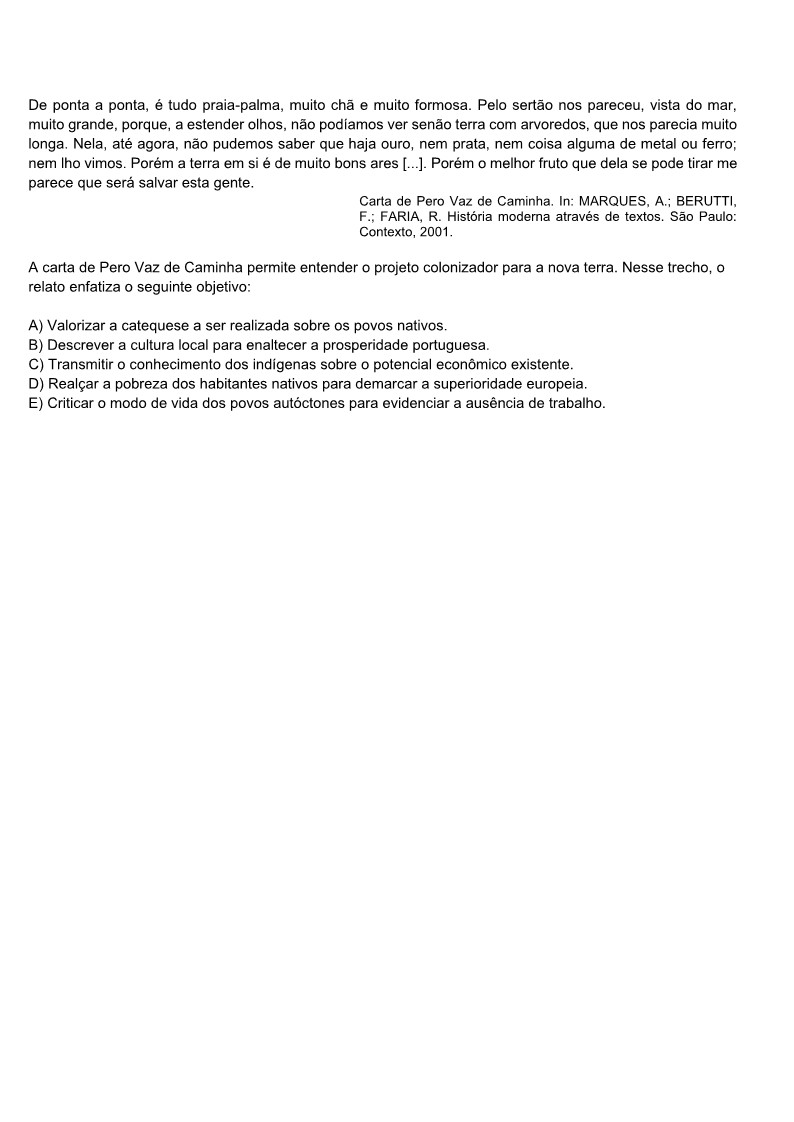 De ponta a ponta, é tudo praia-palma, muito chã e muito formosa. Pelo sertão nos pareceu, vista do mar,
muito grande, porque, a estender olhos, não podíamos ver senão terra com arvoredos, que nos parecia muito
longa. Nela, até agora, não pudemos saber que haja ouro, nem prata, nem coisa alguma de metal ou ferro;
nem lho vimos. Porém a terra em si é de muito bons ares [...]. Porém o melhor fruto que dela se pode tirar me
parece que será salvar esta gente.
Carta de Pero Vaz de Caminha. In: MARQUES, A.; BERUTTI,
F.; FARIA, R. História moderna através de textos. São Paulo:
Contexto, 2001.
A carta de Pero Vaz de Caminha permite entender o projeto colonizador para a nova terra. Nesse trecho, o
relato enfatiza o seguinte objetivo:
A) Valorizar a catequese a ser realizada sobre os povos nativos.
B) Descrever a cultura local para enaltecer a prosperidade portuguesa.
C) Transmitir o conhecimento dos indígenas sobre o potencial econômico existente.
D) Realçar a pobreza dos habitantes nativos para demarcar a superioridade europeia.
E) Criticar o modo de vida dos povos autóctones para evidenciar a ausência de trabalho.